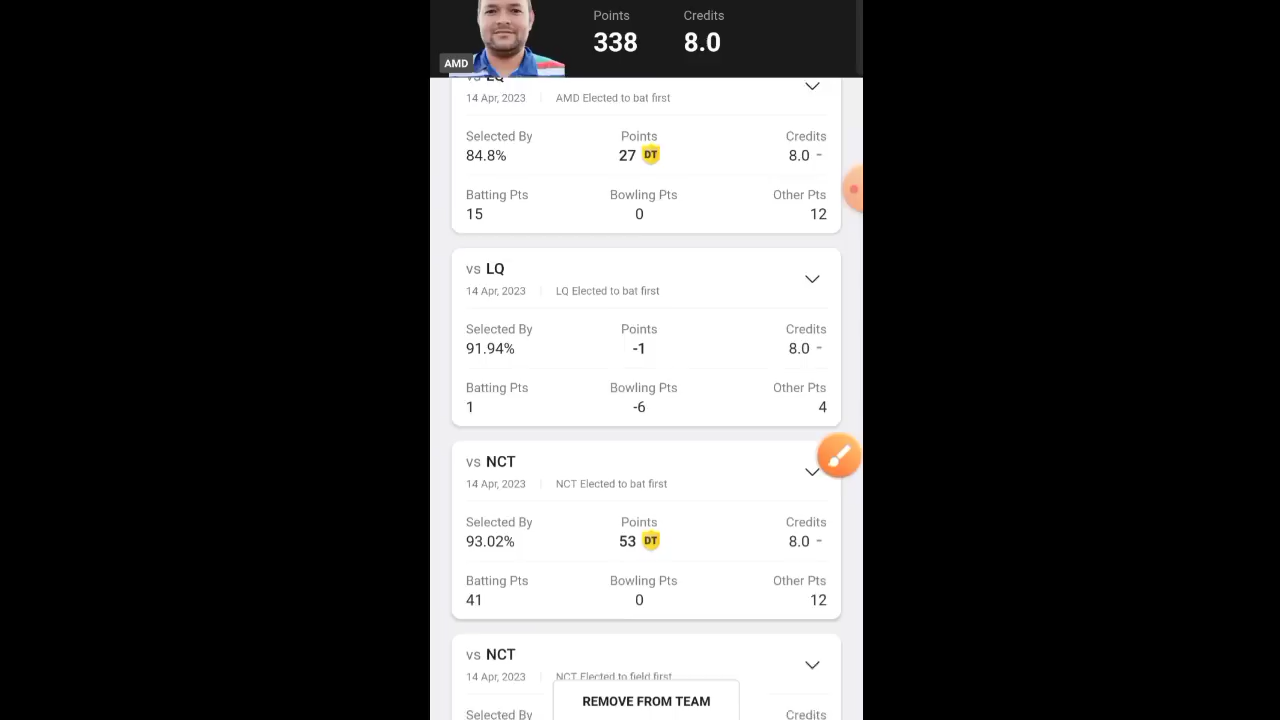 Points Credits
338 8.0
AMD
vs LQ
14 Apr, 2023 AMD Elected to bat first
Selected By Points Credits
84.8% 27 DT 8.0 -
Batting Pts Bowling Pts Other Pts
15 0 12
vs LQ
14 Apr, 2023 LQ Elected to bat first
Selected By Points Credits
91.94% -1 8.0 -
Batting Pts Bowling Pts Other Pts
1 -6 4
vs NCT
14 Apr, 2023 NCT Elected to bat first
Selected By Points Credits
93.02% 53 DT 8.0 -
Batting Pts Bowling Pts Other Pts
41 0 12
vs NCT
14 Apr, 2023 NCT Elected to field first
Selected By Credits
REMOVE FROM TEAM